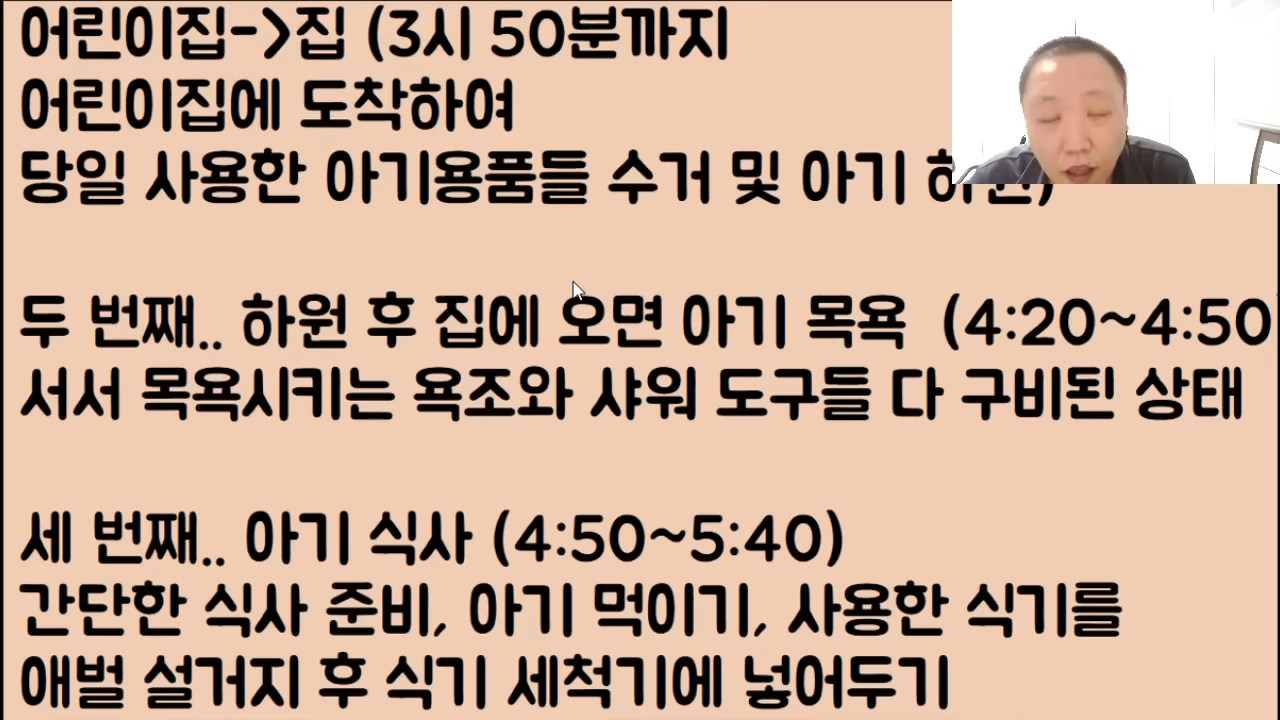 어린이집->집 (3시 50분까지
어린이집에 도착하여
당일 사용한 아기용품들 수거 및 아기 하원)
두 번째.. 하원 후 집에 오면 아기 목욕 (4:20~4:50
서서 목욕시키는 욕조와 샤워 도구들 다 구비된 상태
세 번째.. 아기 식사 (4:50~5:40)
간단한 식사 준비, 아기 먹이기, 사용한 식기를
애벌 설거지 후 식기 세척기에 넣어두기